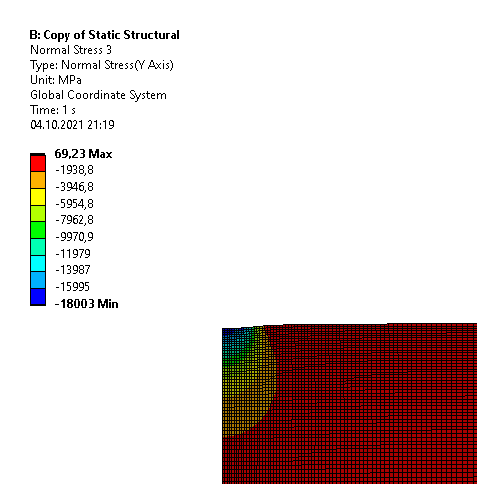 B: Copy of Static Structural
Normal Stress 3
Type: Normal Stress(Y Axis)
Unit: MPa
Global Coordinate System
Time: 1 s
04.10.2021 21:19
69,23 Max
-1938,8
-3946,8
-5954,8
-7962,8
-9970,9
-11979
-13987
-15995
-18003 Min